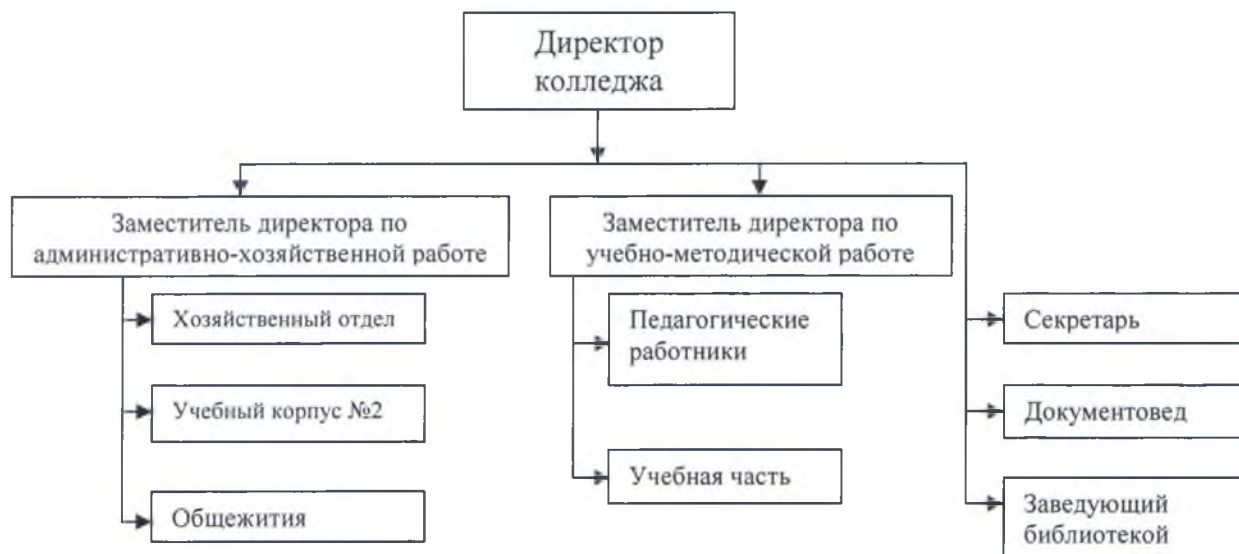 Директор
колледжа
Заместитель директора по
административно-хозяйственной работе
Хозяйственный отдел
Учебный корпус №2
Общежития
Заместитель директора по
учебно-методической работе
Педагогические
работники
Учебная часть
Секретарь
Документовед
Заведующий
библиотекой